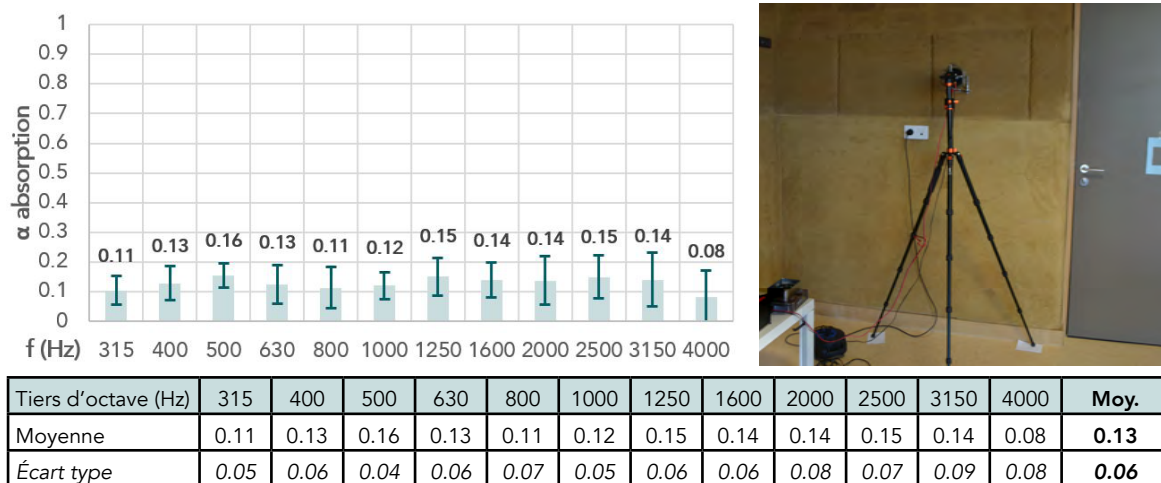 1
0.9
0.8
0.7
0.6
0.5
0.4
0.3
0.2
0.1
0
α absorption
0.11 0.13 0.16 0.13 0.11 0.12 0.15 0.14 0.14 0.15 0.14 0.08
f (Hz) 315 400 500 630 800 1000 1250 1600 2000 2500 3150 4000
Tiers d'octave (Hz) 315 400 500 630 800 1000 1250 1600 2000 2500 3150 4000 Moy.
Moyenne 0.11 0.13 0.16 0.13 0.11 0.12 0.15 0.14 0.14 0.15 0.14 0.08 0.13
Écart type 0.05 0.06 0.04 0.06 0.07 0.05 0.06 0.06 0.08 0.07 0.09 0.08 0.06